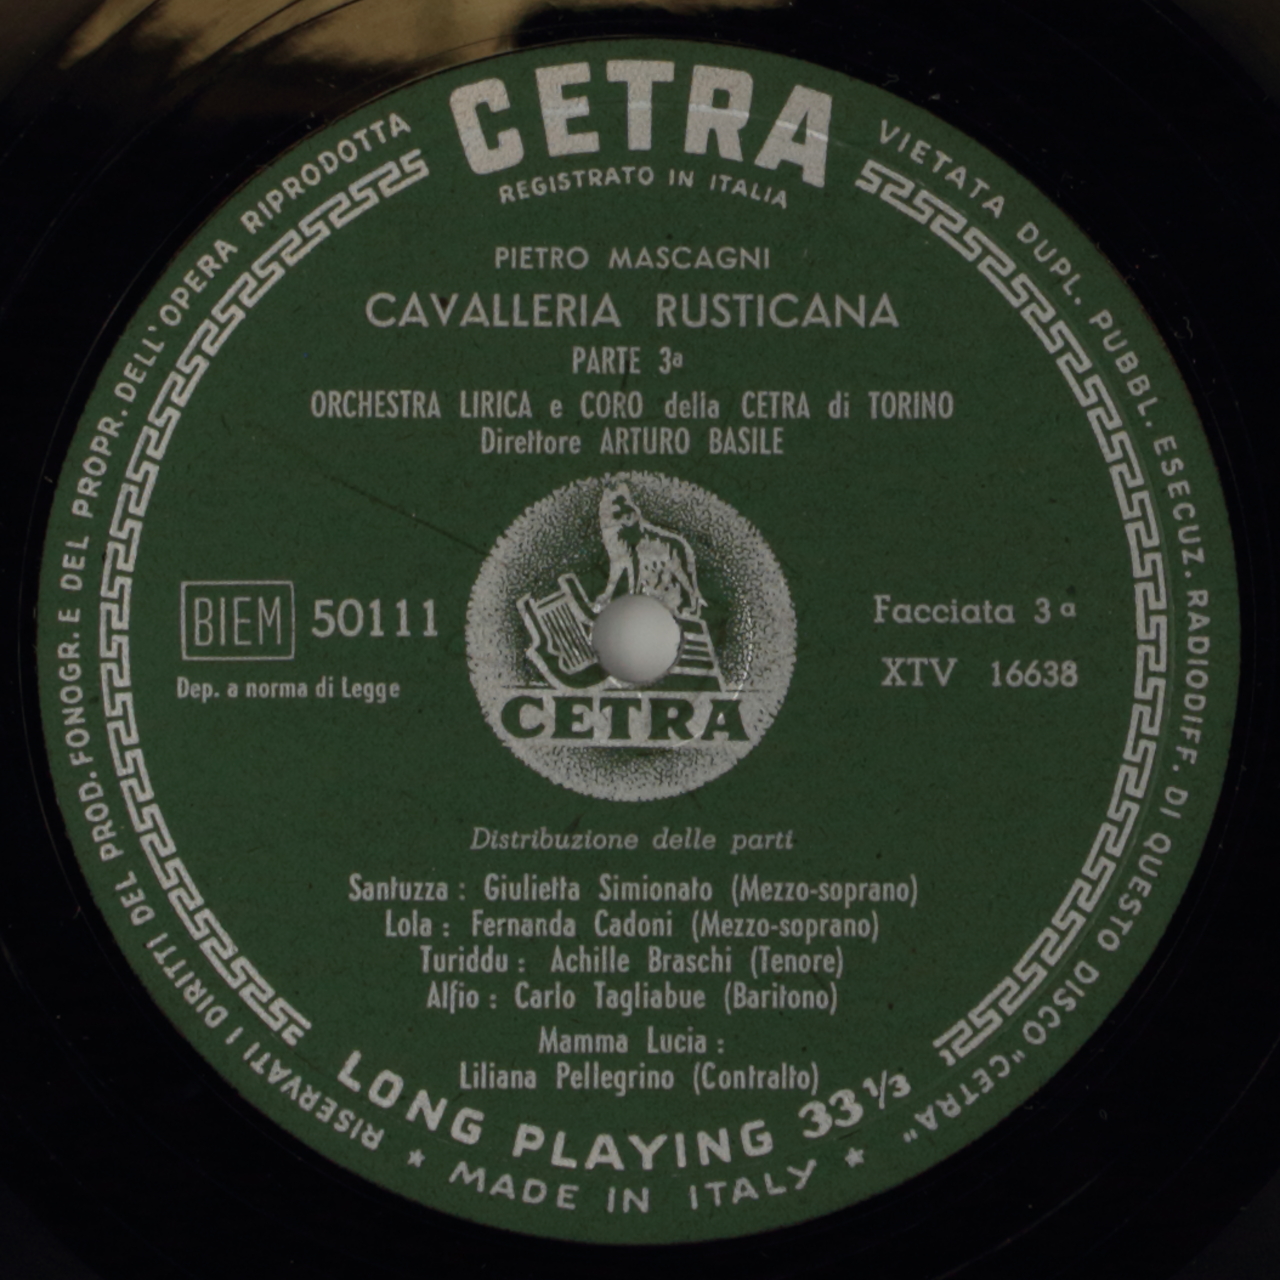 CETRA
REGISTRATO IN ITALIA
RISERVATI I DIRITTI DEL PROD. FONOGR. E DEL PROPR. DELL'OPERA RIPRODOTTA
VIETATA DUPL. PUBBL. ESECUZ. RADIODIFF. DI QUESTO DISCO "CETRA"
PIETRO MASCAGNI
CAVALLERIA RUSTICANA
PARTE 3ª
ORCHESTRA LIRICA e CORO della CETRA di TORINO
Direttore ARTURO BASILE
BIEM 50111
Dep. a norma di Legge
Facciata 3ª
XTV 16638
CETRA
Distribuzione delle parti
Santuzza : Giulietta Simionato (Mezzo-soprano)
Lola : Fernanda Cadoni (Mezzo-soprano)
Turiddu : Achille Braschi (Tenore)
Alfio : Carlo Tagliabue (Baritono)
Mamma Lucia :
Liliana Pellegrino (Contralto)
LONG PLAYING 33 1/3
★ MADE IN ITALY ★